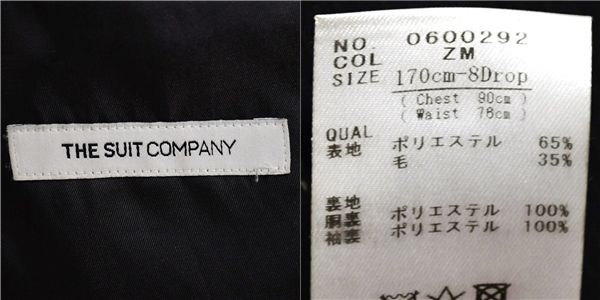 THE SUIT COMPANY
NO. 0600292
COL ZM
SIZE 170cm-8Drop
( Chest 90cm )
( Waist 76cm )
QUAL
表地 ポリエステル 65%
毛 35%
裏地
胴裏 ポリエステル 100%
袖裏 ポリエステル 100%